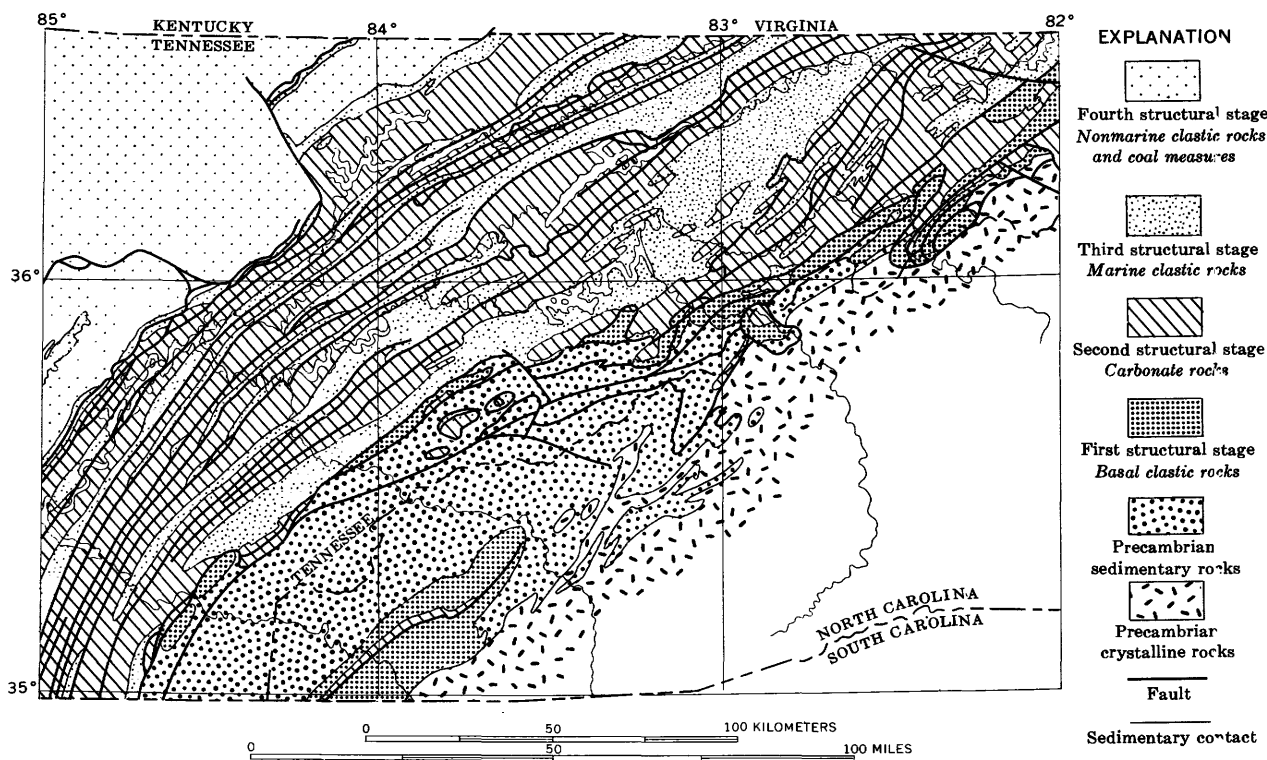 85°
KENTUCKY
TENNESSEE
84°
83°
VIRGINIA
82°
36°
35°
TENNESSEE
NORTH CAROLINA
SOUTH CAROLINA
0 50 100 KILOMETERS
0 50 100 MILES
EXPLANATION
Fourth structural stage
Nonmarine clastic rocks
and coal measures
Third structural stage
Marine clastic rocks
Second structural stage
Carbonate rocks
First structural stage
Basal clastic rocks
Precambrian
sedimentary rocks
Precambrian
crystalline rocks
Fault
Sedimentary contact